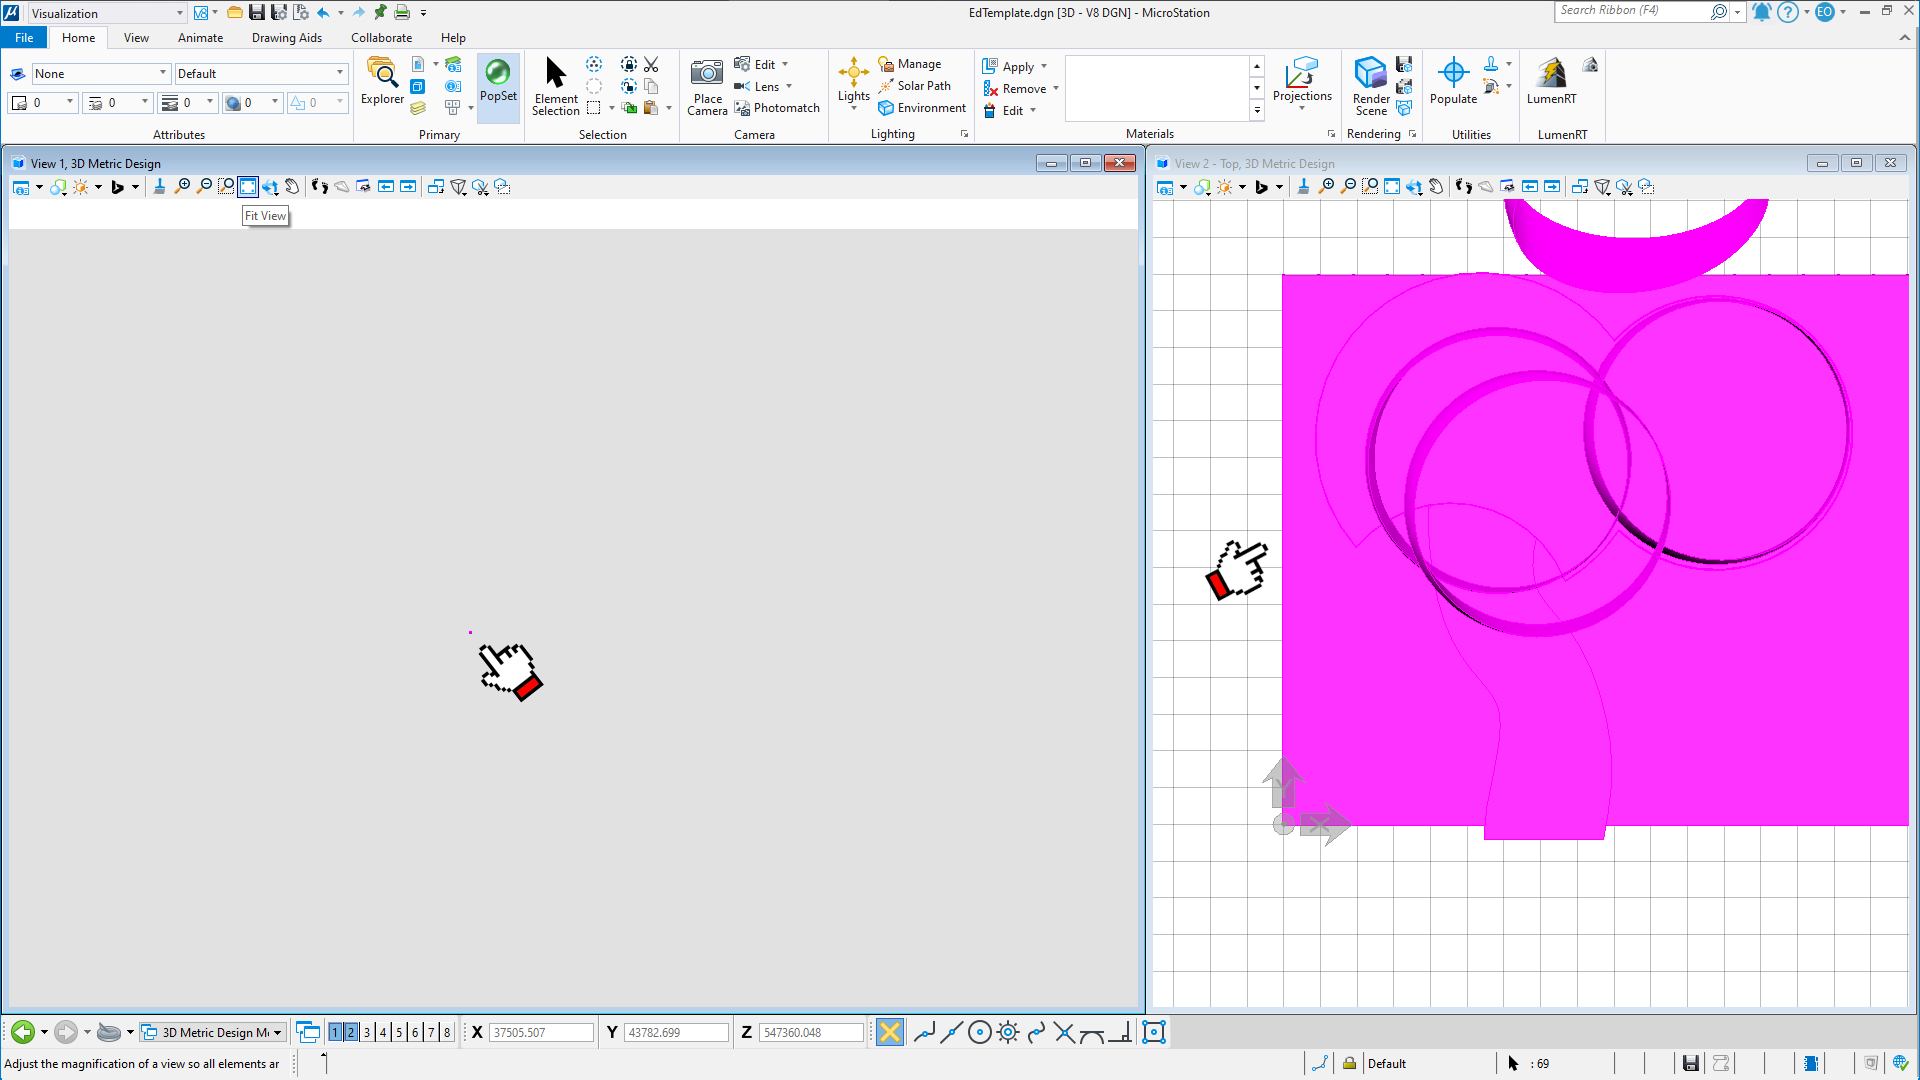 Visualization
EdTemplate.dgn [3D - V8 DGN] - MicroStation
Search Ribbon (F4)
EO
File
Home
View
Animate
Drawing Aids
Collaborate
Help
None
Default
0
0
0
0
0
Attributes
Explorer
PopSet
Primary
Element
Selection
Selection
Place
Camera
Edit
Lens
Photomatch
Camera
Lights
Manage
Solar Path
Environment
Lighting
Apply
Remove
Edit
Materials
Projections
Render
Scene
Rendering
Populate
Utilities
LumenRT
LumenRT
View 1, 3D Metric Design
View 2 - Top, 3D Metric Design
Fit View
Y
X
3D Metric Design Mo
1 2 3 4 5 6 7 8
X 37505.507
Y 43782.699
Z 547360.048
Adjust the magnification of a view so all elements ar
Default
: 69